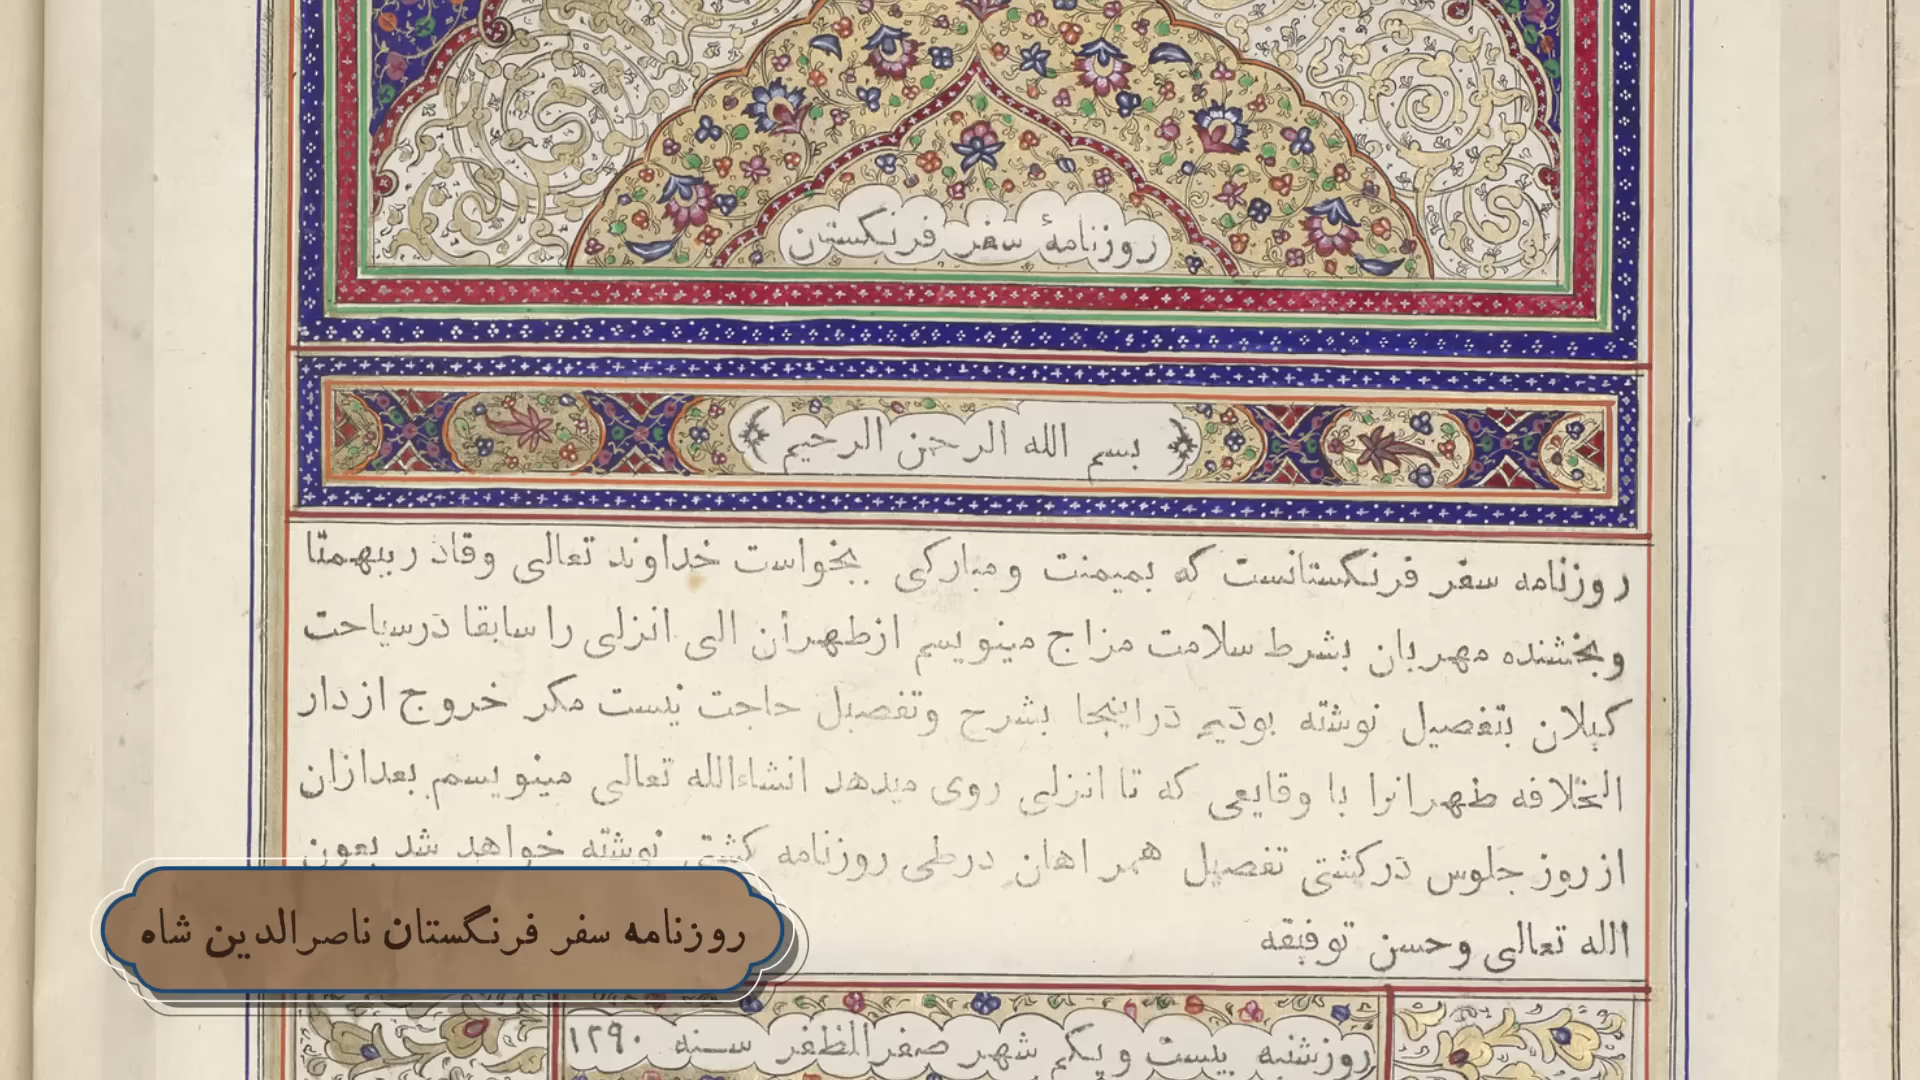 روزنامهٔ سفر فرنکستان
بسم الله الرحمن الرحیم
روزنامه سفر فرنکستانست که بمیمنت ومبارکی بخواست خداوند تعالی وقادر بیهمتا
وبخشنده مهربان بشرط سلامت مزاج مینویسم ازطهران الی انزلی را سابقا درسیاحت
کیلان بتفصیل نوشته بودیم دراینجا بشرح وتفصیل حاجت نیست مکر خروج ازدار
الخلافه طهرانرا با وقایعی که تا انزلی روی میدهد انشاءالله تعالی مینویسم بعدازان
ازروز جلوس درکشتی تفصیل همراهان درطی روزنامه کشتی نوشته خواهد شد بعون
الله تعالی وحسن توفیقه
روزنامه سفر فرنگستان ناصرالدین شاه
روزشنبه بیست ویکم شهر صفرالمظفر سنه ۱۲۹۰